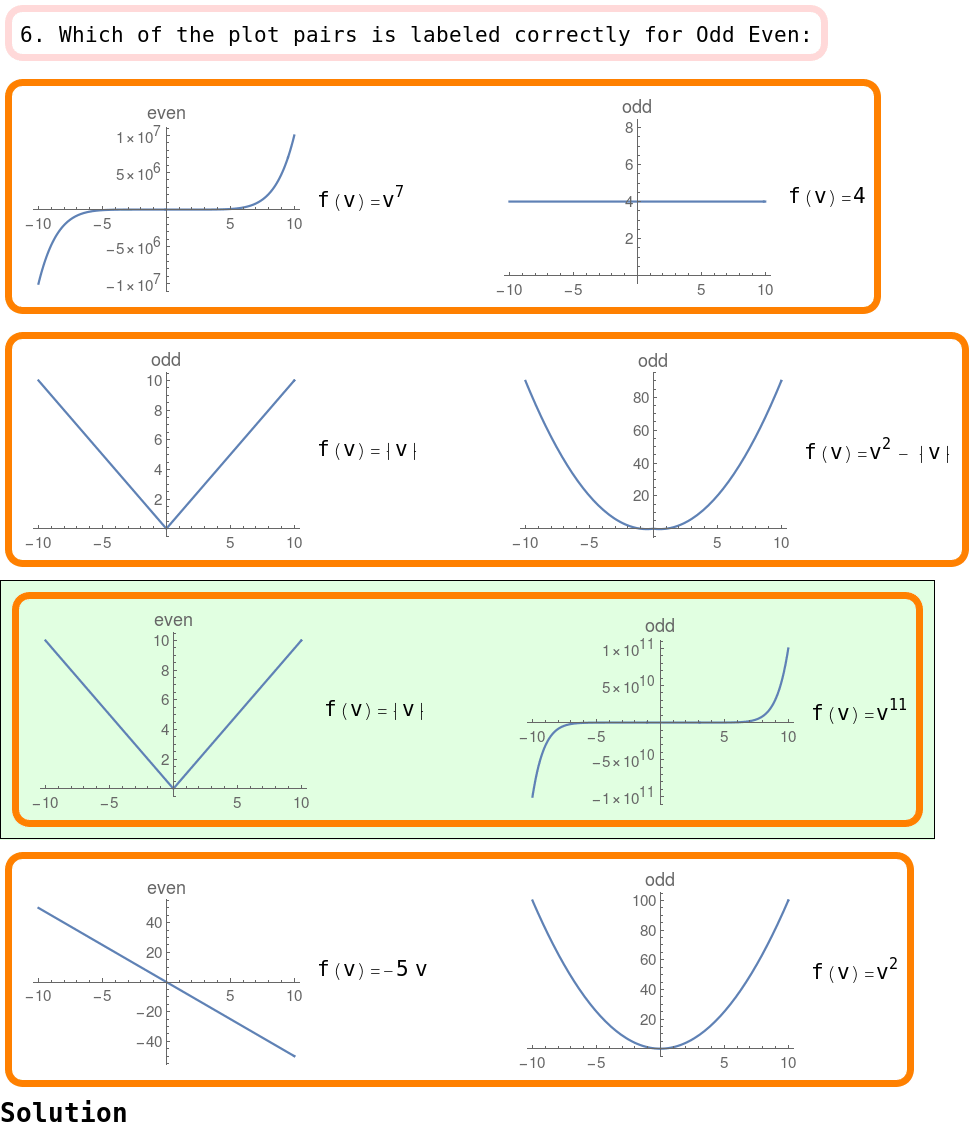 6. Which of the plot pairs is labeled correctly for Odd Even:
even
odd
1×10^7
5×10^6
−5×10^6
−1×10^7
−10 −5 5 10
f(v)=v^7
8
6
4
2
−10 −5 5 10
f(v)=4
odd
odd
10
8
6
4
2
−10 −5 5 10
f(v)=|v|
80
60
40
20
−10 −5 5 10
f(v)=v^2 − |v|
even
odd
10
8
6
4
2
−10 −5 5 10
f(v)=|v|
1×10^11
5×10^10
−5×10^10
−1×10^11
−10 −5 5 10
f(v)=v^11
even
odd
40
20
−20
−40
−10 −5 5 10
f(v)=−5 v
100
80
60
40
20
−10 −5 5 10
f(v)=v^2
Solution